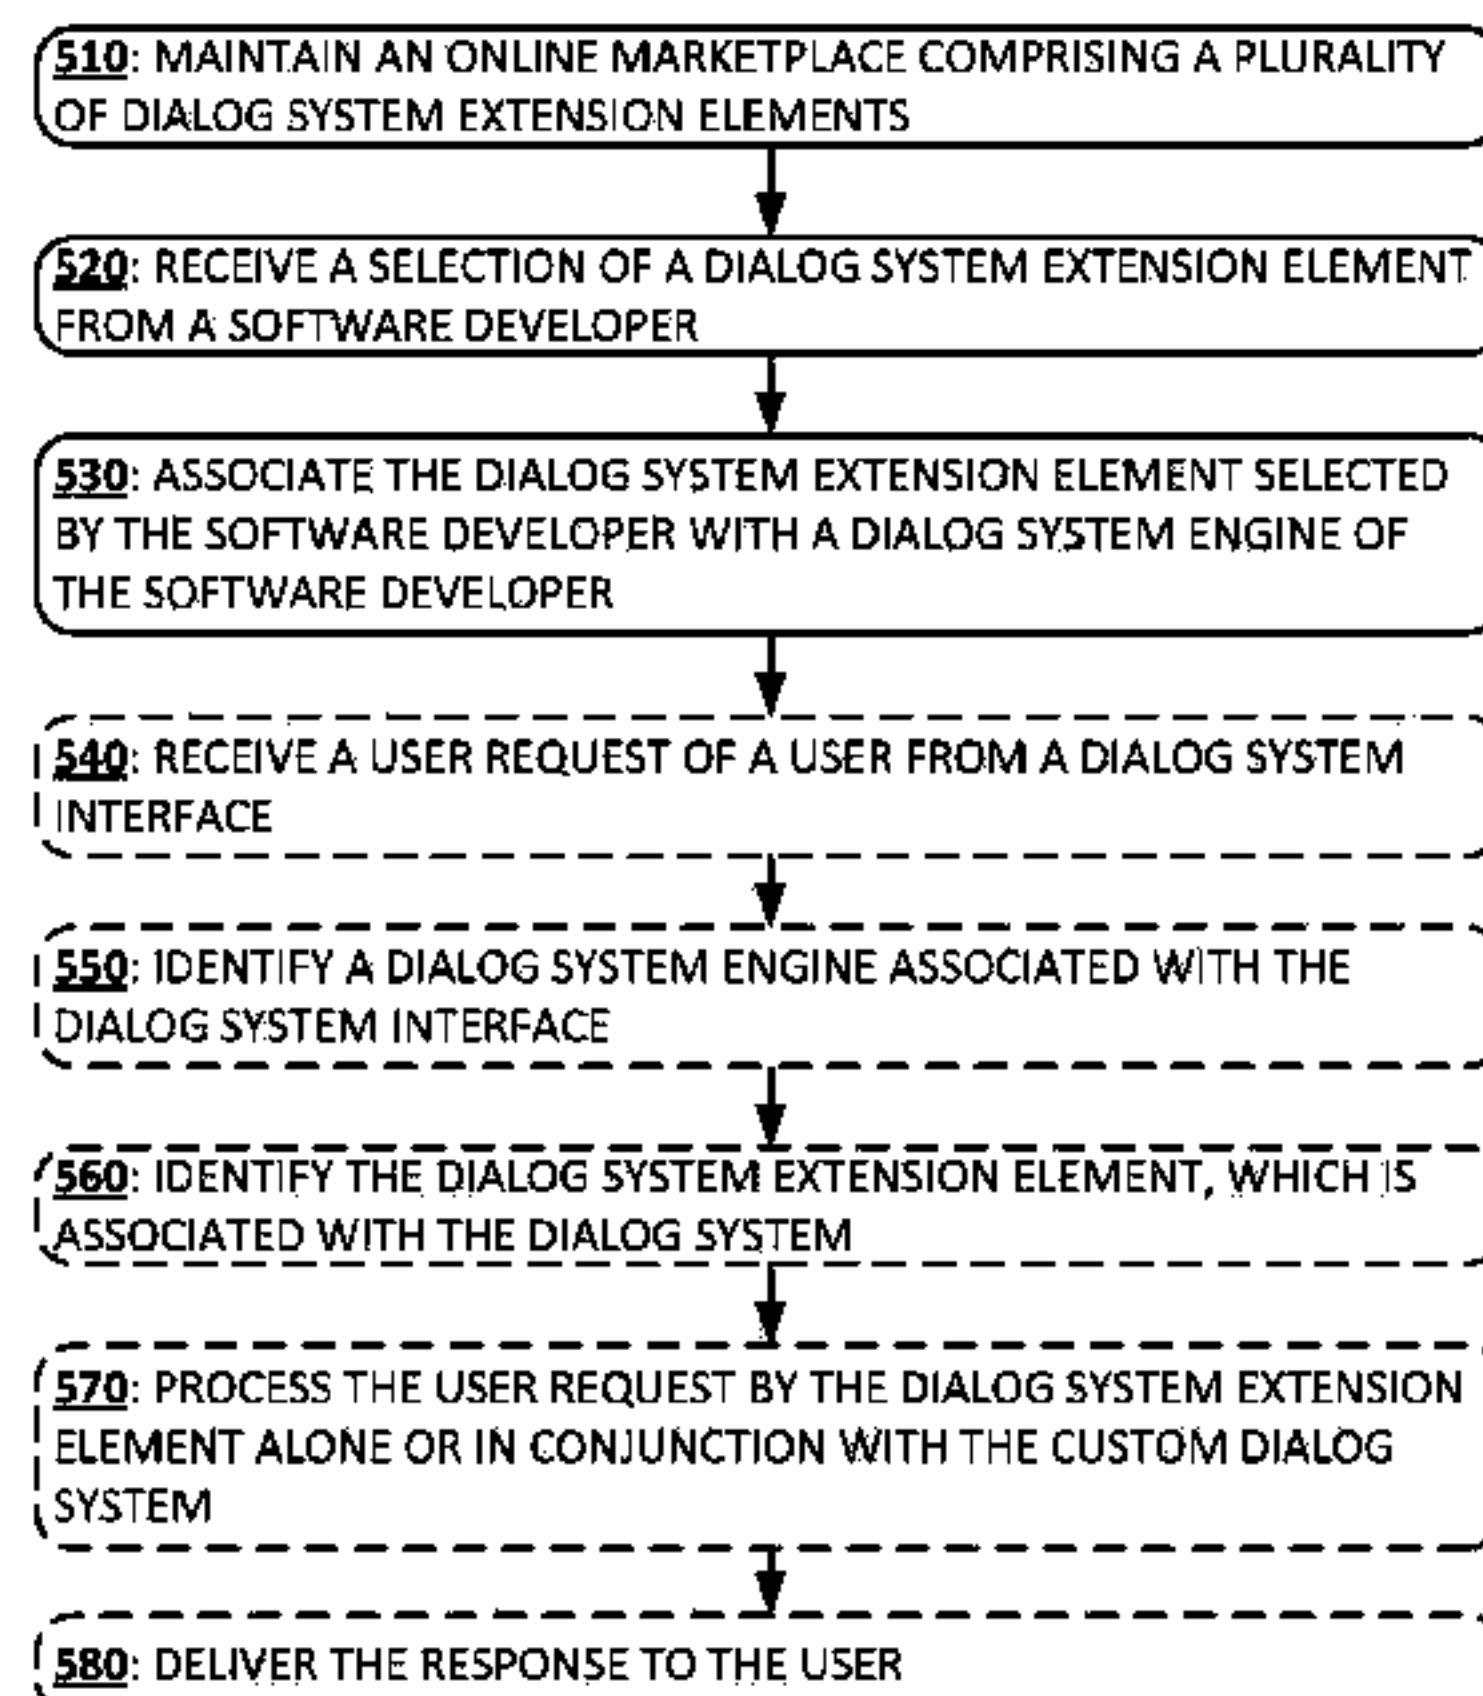 510: MAINTAIN AN ONLINE MARKETPLACE COMPRISING A PLURALITY
OF DIALOG SYSTEM EXTENSION ELEMENTS
520: RECEIVE A SELECTION OF A DIALOG SYSTEM EXTENSION ELEMENT
FROM A SOFTWARE DEVELOPER
530: ASSOCIATE THE DIALOG SYSTEM EXTENSION ELEMENT SELECTED
BY THE SOFTWARE DEVELOPER WITH A DIALOG SYSTEM ENGINE OF
THE SOFTWARE DEVELOPER
540: RECEIVE A USER REQUEST OF A USER FROM A DIALOG SYSTEM
INTERFACE
550: IDENTIFY A DIALOG SYSTEM ENGINE ASSOCIATED WITH THE
DIALOG SYSTEM INTERFACE
560: IDENTIFY THE DIALOG SYSTEM EXTENSION ELEMENT, WHICH IS
ASSOCIATED WITH THE DIALOG SYSTEM
570: PROCESS THE USER REQUEST BY THE DIALOG SYSTEM EXTENSION
ELEMENT ALONE OR IN CONJUNCTION WITH THE CUSTOM DIALOG
SYSTEM
580: DELIVER THE RESPONSE TO THE USER